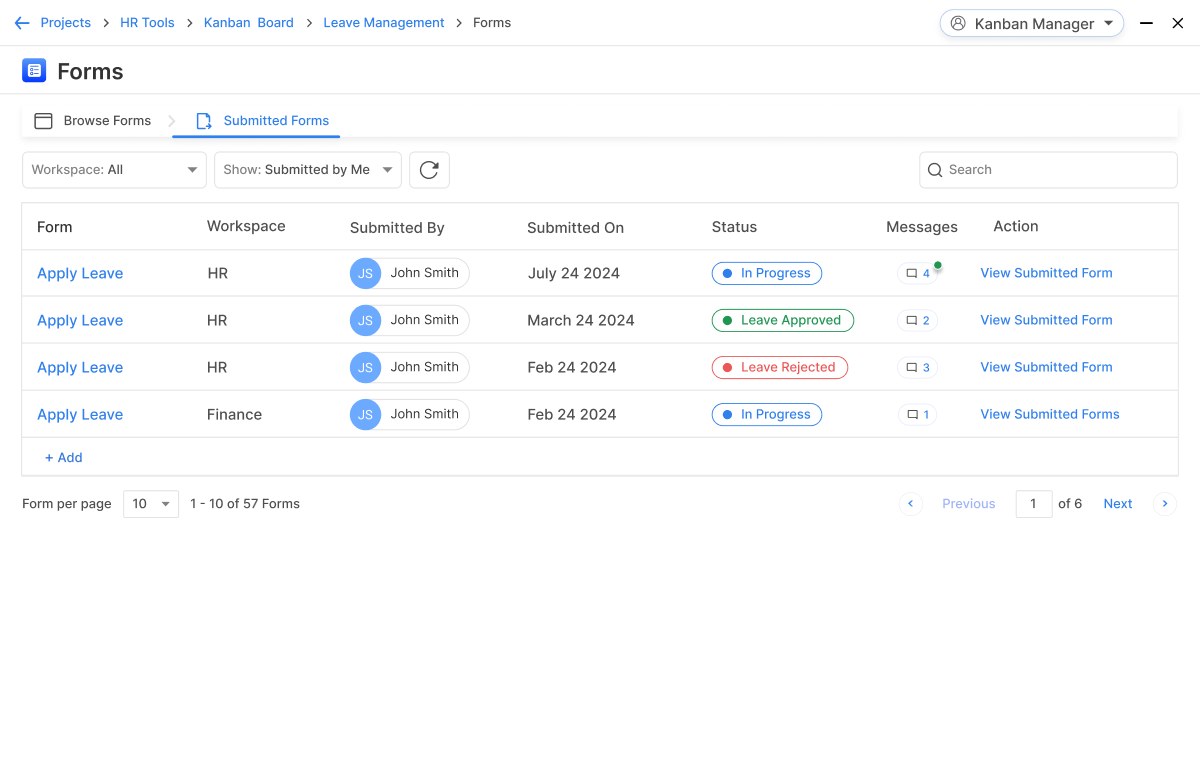 Projects > HR Tools > Kanban Board > Leave Management > Forms Kanban Manager
Forms
Browse Forms Submitted Forms
Workspace: All Show: Submitted by Me Search
Form Workspace Submitted By Submitted On Status Messages Action
Apply Leave HR JS John Smith July 24 2024 In Progress 4 View Submitted Form
Apply Leave HR JS John Smith March 24 2024 Leave Approved 2 View Submitted Form
Apply Leave HR JS John Smith Feb 24 2024 Leave Rejected 3 View Submitted Form
Apply Leave Finance JS John Smith Feb 24 2024 In Progress 1 View Submitted Forms
+ Add
Form per page 10 1 - 10 of 57 Forms Previous 1 of 6 Next